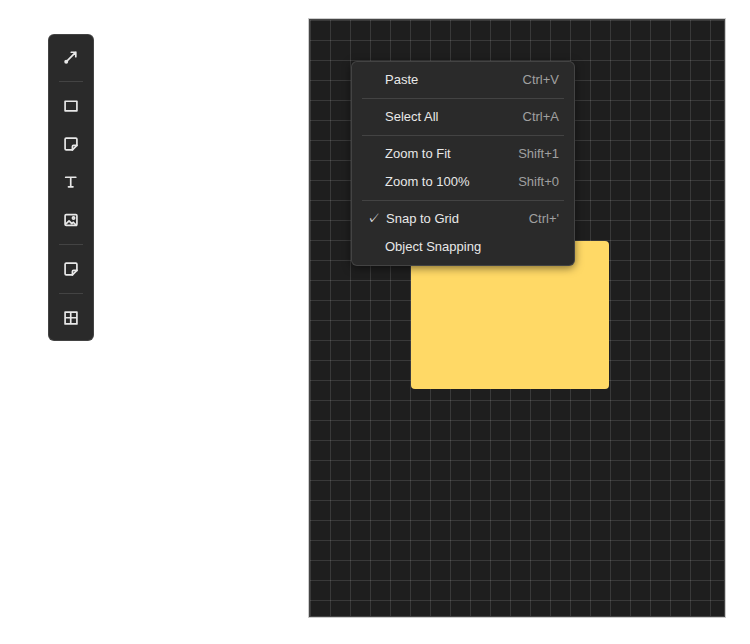 Paste Ctrl+V
Select All Ctrl+A
Zoom to Fit Shift+1
Zoom to 100% Shift+0
✓ Snap to Grid Ctrl+'
Object Snapping